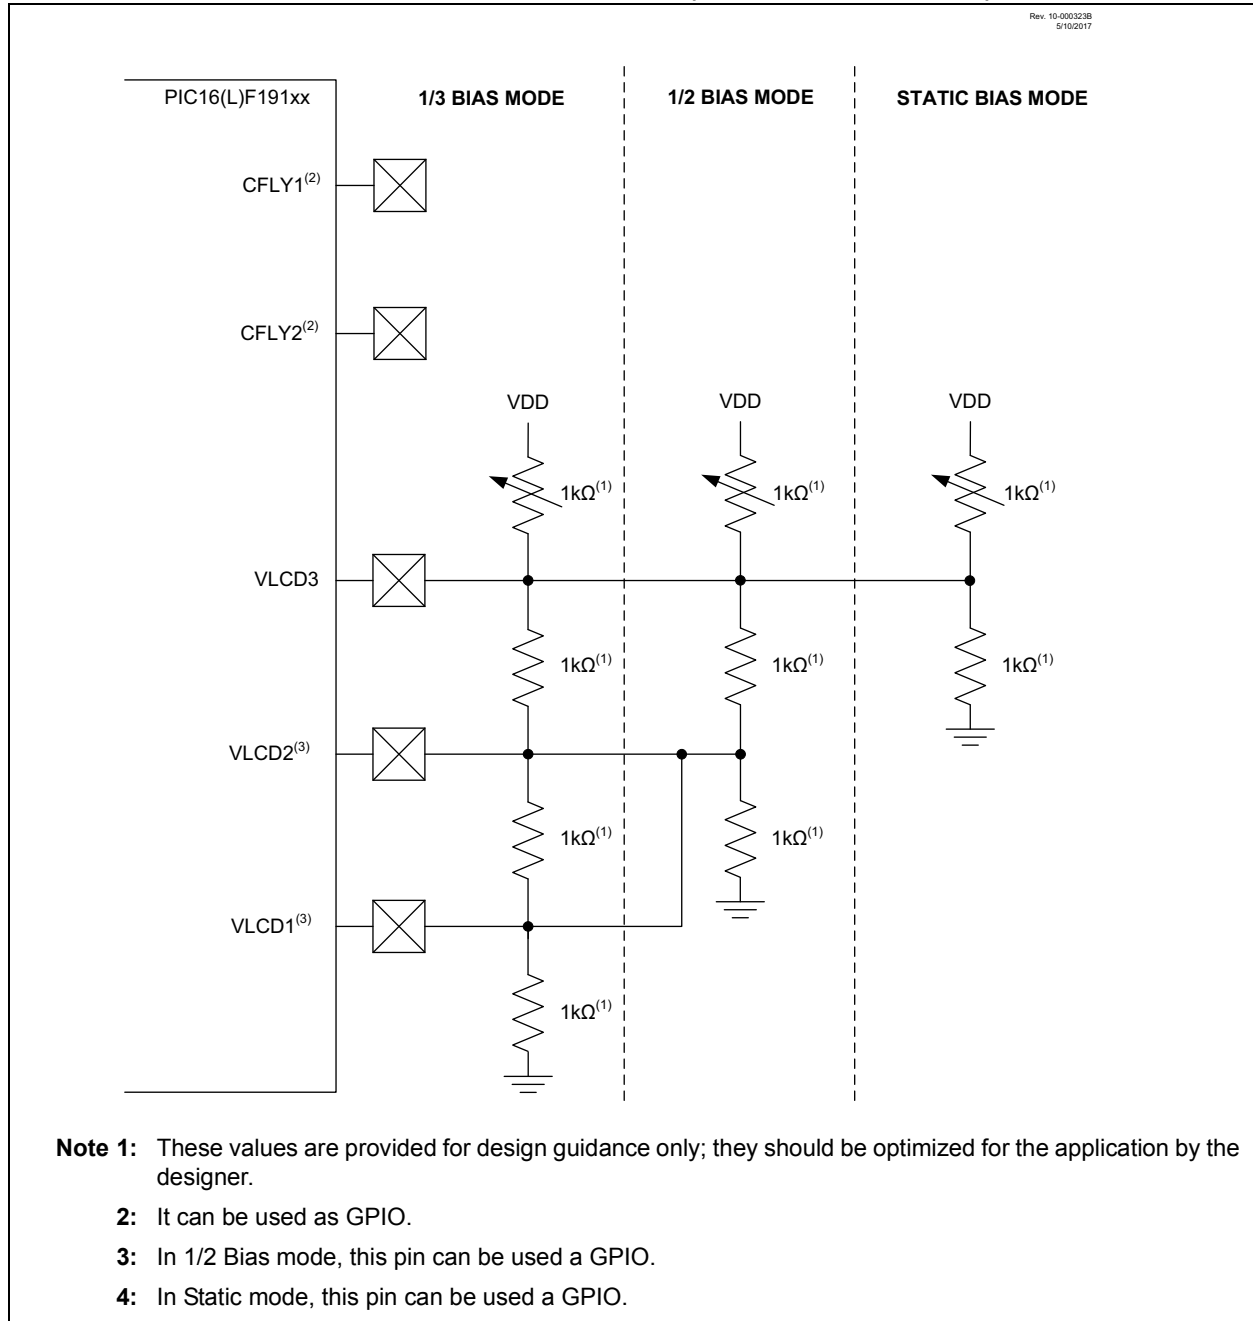 Rev. 10-000323B
5/10/2017
PIC16(L)F191xx
1/3 BIAS MODE
1/2 BIAS MODE
STATIC BIAS MODE
CFLY1(2)
CFLY2(2)
VDD
VDD
VDD
1kΩ(1)
1kΩ(1)
1kΩ(1)
VLCD3
1kΩ(1)
1kΩ(1)
1kΩ(1)
VLCD2(3)
1kΩ(1)
1kΩ(1)
VLCD1(3)
1kΩ(1)
Note 1: These values are provided for design guidance only; they should be optimized for the application by the
designer.
2: It can be used as GPIO.
3: In 1/2 Bias mode, this pin can be used a GPIO.
4: In Static mode, this pin can be used a GPIO.